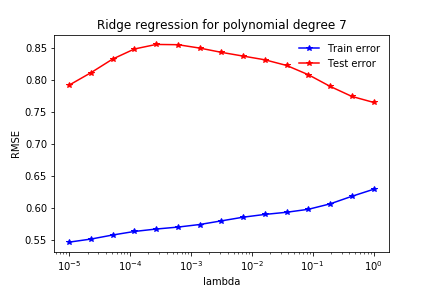 Ridge regression for polynomial degree 7
Train error
Test error
RMSE
0.85
0.80
0.75
0.70
0.65
0.60
0.55
10⁻⁵ 10⁻⁴ 10⁻³ 10⁻² 10⁻¹ 10⁰
lambda